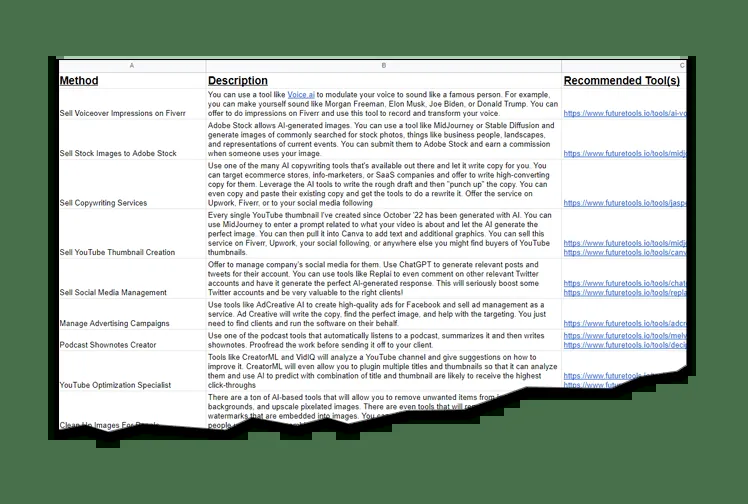 A B C
Method Description Recommended Tool(s)
You can use a tool like Voice.ai to modulate your voice to sound like a famous person. For example,
you can make yourself sound like Morgan Freeman, Elon Musk, Joe Biden, or Donald Trump. You can
Sell Voiceover Impressions on Fiverr offer to do impressions on Fiverr and use this tool to record and transform your voice. https://www.futuretools.io/tools/ai-vo
Adobe Stock allows AI-generated images. You can use a tool like MidJourney or Stable Diffusion and
generate images of commonly searched for stock photos, things like business people, landscapes,
and representations of current events. You can submit them to Adobe Stock and earn a commission
Sell Stock Images to Adobe Stock when someone uses your image. https://www.futuretools.io/tools/midj
Use one of the many AI copywriting tools that's available out there and let it write copy for you. You
can target ecommerce stores, info-marketers, or SaaS companies and offer to write high-converting
copy for them. Leverage the AI tools to write the rough draft and then "punch up" the copy. You can
even copy and paste their existing copy and get the tools to do a rewrite it. Offer the service on
Sell Copywriting Services Upwork, Fiverr, or to your social media following https://www.futuretools.io/tools/jaspe
Every single YouTube thumbnail I've created since October '22 has been generated with AI. You can
use MidJourney to enter a prompt related to what your video is about and let the AI generate the
perfect image. You can then pull it into Canva to add text and additional graphics. You can sell this
service on Fiverr, Upwork, your social following, or anywhere else you might find buyers of YouTube https://www.futuretools.io/tools/midj
Sell YouTube Thumbnail Creation thumbnails. https://www.futuretools.io/tools/canv
Offer to manage company's social media for them. Use ChatGPT to generate relevant posts and
tweets for their account. You can use tools like Replai to even comment on other relevant Twitter
accounts and have it generate the perfect AI-generated response. This will seriously boost some https://www.futuretools.io/tools/chat
Sell Social Media Management Twitter accounts and be very valuable to the right clients! https://www.futuretools.io/tools/repla
Use tools like AdCreative AI to create high-quality ads for Facebook and sell ad management as a
service. Ad Creative will write the copy, find the perfect image, and help with the targeting. You just
Manage Advertising Campaigns need to find clients and run the software on their behalf. https://www.futuretools.io/tools/adcr
Use one of the podcast tools that automatically listens to a podcast, summarizes it and then writes https://www.futuretools.io/tools/melv
Podcast Shownotes Creator shownotes. Proofread the work before sending it off to your client. https://www.futuretools.io/tools/decip
Tools like CreatorML and VidIQ will analyze a YouTube channel and give suggestions on how to
improve it. CreatorML will even allow you to plugin multiple titles and thumbnails so that it can analyze
them and use AI to predict with combination of title and thumbnail are likely to receive the highest https://www.futuretools.io/tools
YouTube Optimization Specialist click-throughs https://www.fut
There are a ton of AI-based tools that will allow you to remove unwanted items from
backgrounds, and upscale pixelated images. There are even tools that will
watermarks that are embedded into images. You
Clean Up Images For people